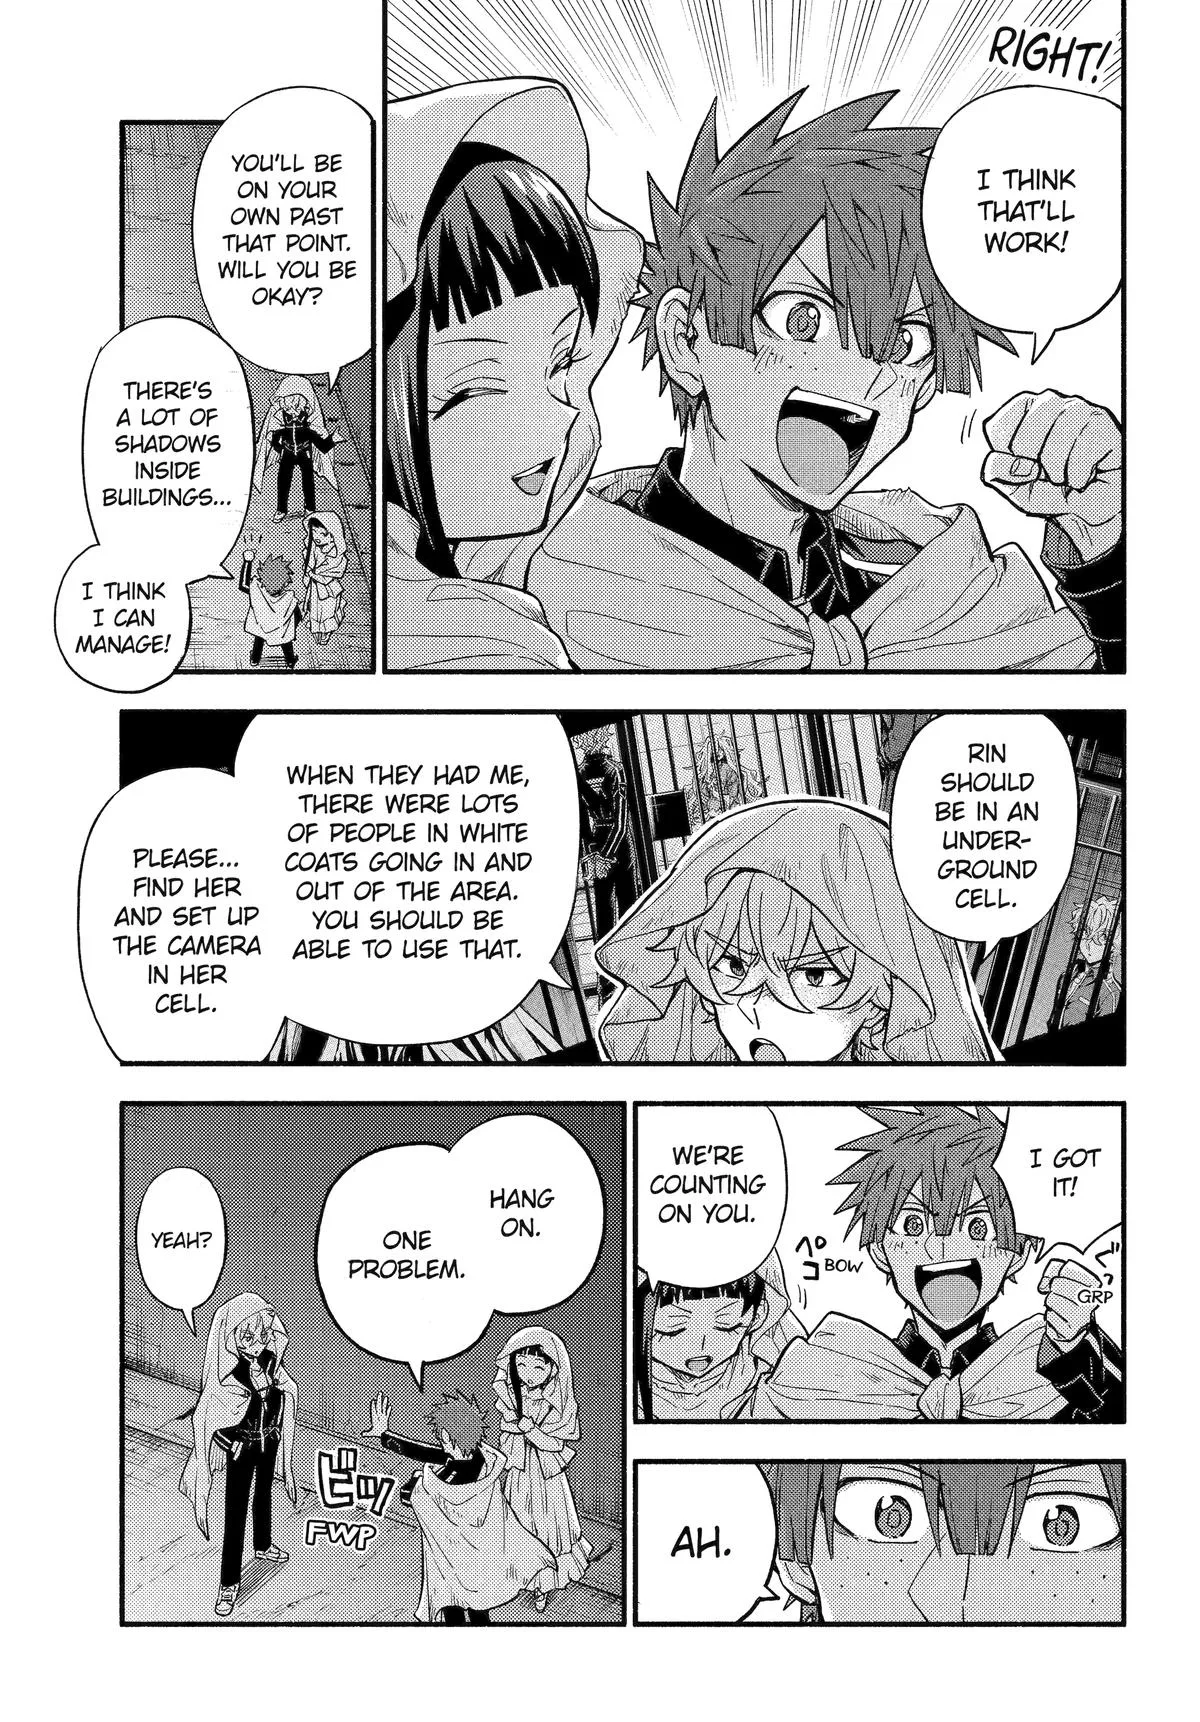 RIGHT!
I THINK
THAT'LL
WORK!
YOU'LL BE
ON YOUR
OWN PAST
THAT POINT.
WILL YOU BE
OKAY?
THERE'S
A LOT OF
SHADOWS
INSIDE
BUILDINGS...
I THINK
I CAN
MANAGE!
RIN
SHOULD
BE IN AN
UNDER-
GROUND
CELL.
WHEN THEY HAD ME,
THERE WERE LOTS
OF PEOPLE IN WHITE
COATS GOING IN AND
OUT OF THE AREA.
YOU SHOULD BE
ABLE TO USE THAT.
PLEASE...
FIND HER
AND SET UP
THE CAMERA
IN HER
CELL.
I GOT
IT!
ぐっ
GRP
WE'RE
COUNTING
ON YOU.
ペコ
BOW
AH.
HANG
ON.
ONE
PROBLEM.
ビッ
FWP
YEAH?